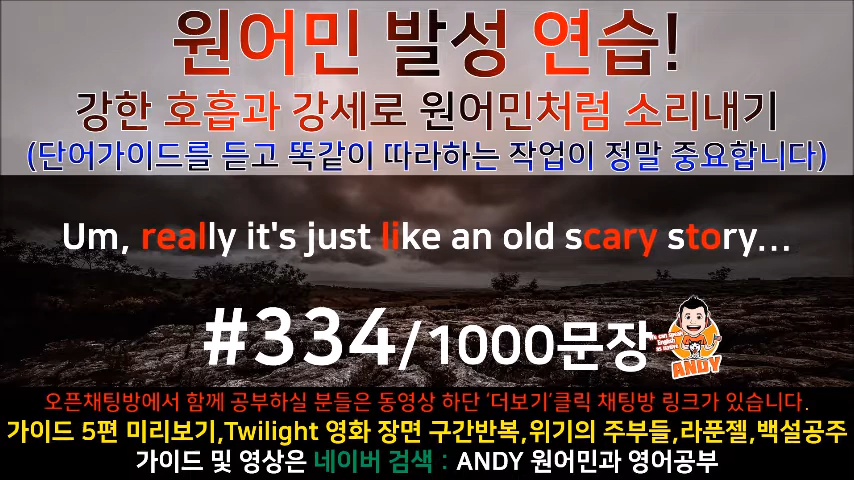 원어민 발성 연습!
강한 호흡과 강세로 원어민처럼 소리내기
(단어가이드를 듣고 똑같이 따라하는 작업이 정말 중요합니다)
Um, really it's just like an old scary story...
#334/1000문장
I can speak
English
as Native
ANDY
오픈채팅방에서 함께 공부하실 분들은 동영상 하단 '더보기'클릭 채팅방 링크가 있습니다.
가이드 5편 미리보기,Twilight 영화 장면 구간반복,위기의 주부들,라푼젤,백설공주
가이드 및 영상은 네이버 검색 : ANDY 원어민과 영어공부